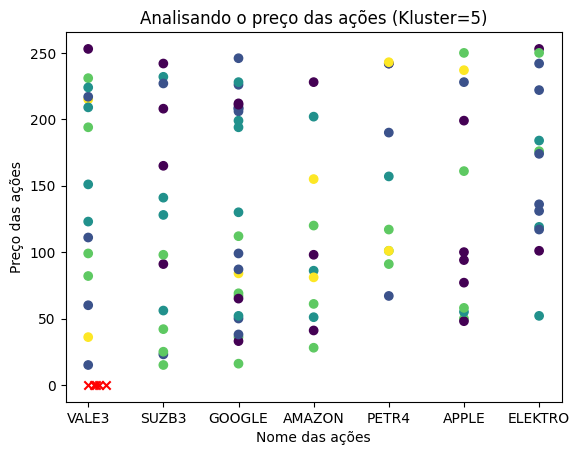 Analisando o preço das ações (Kluster=5)
Preço das ações
250
200
150
100
50
0
VALE3 SUZB3 GOOGLE AMAZON PETR4 APPLE ELEKTRO
Nome das ações